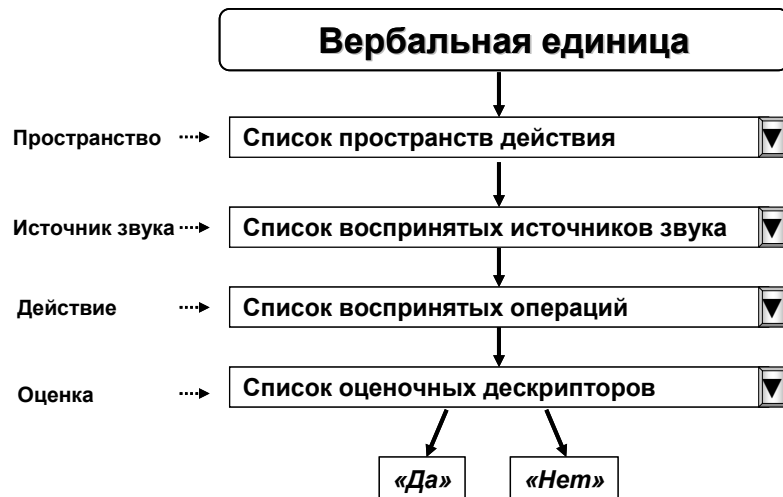 Вербальная единица
Пространство
Список пространств действия
Источник звука
Список воспринятых источников звука
Действие
Список воспринятых операций
Оценка
Список оценочных дескрипторов
«Да»
«Нет»